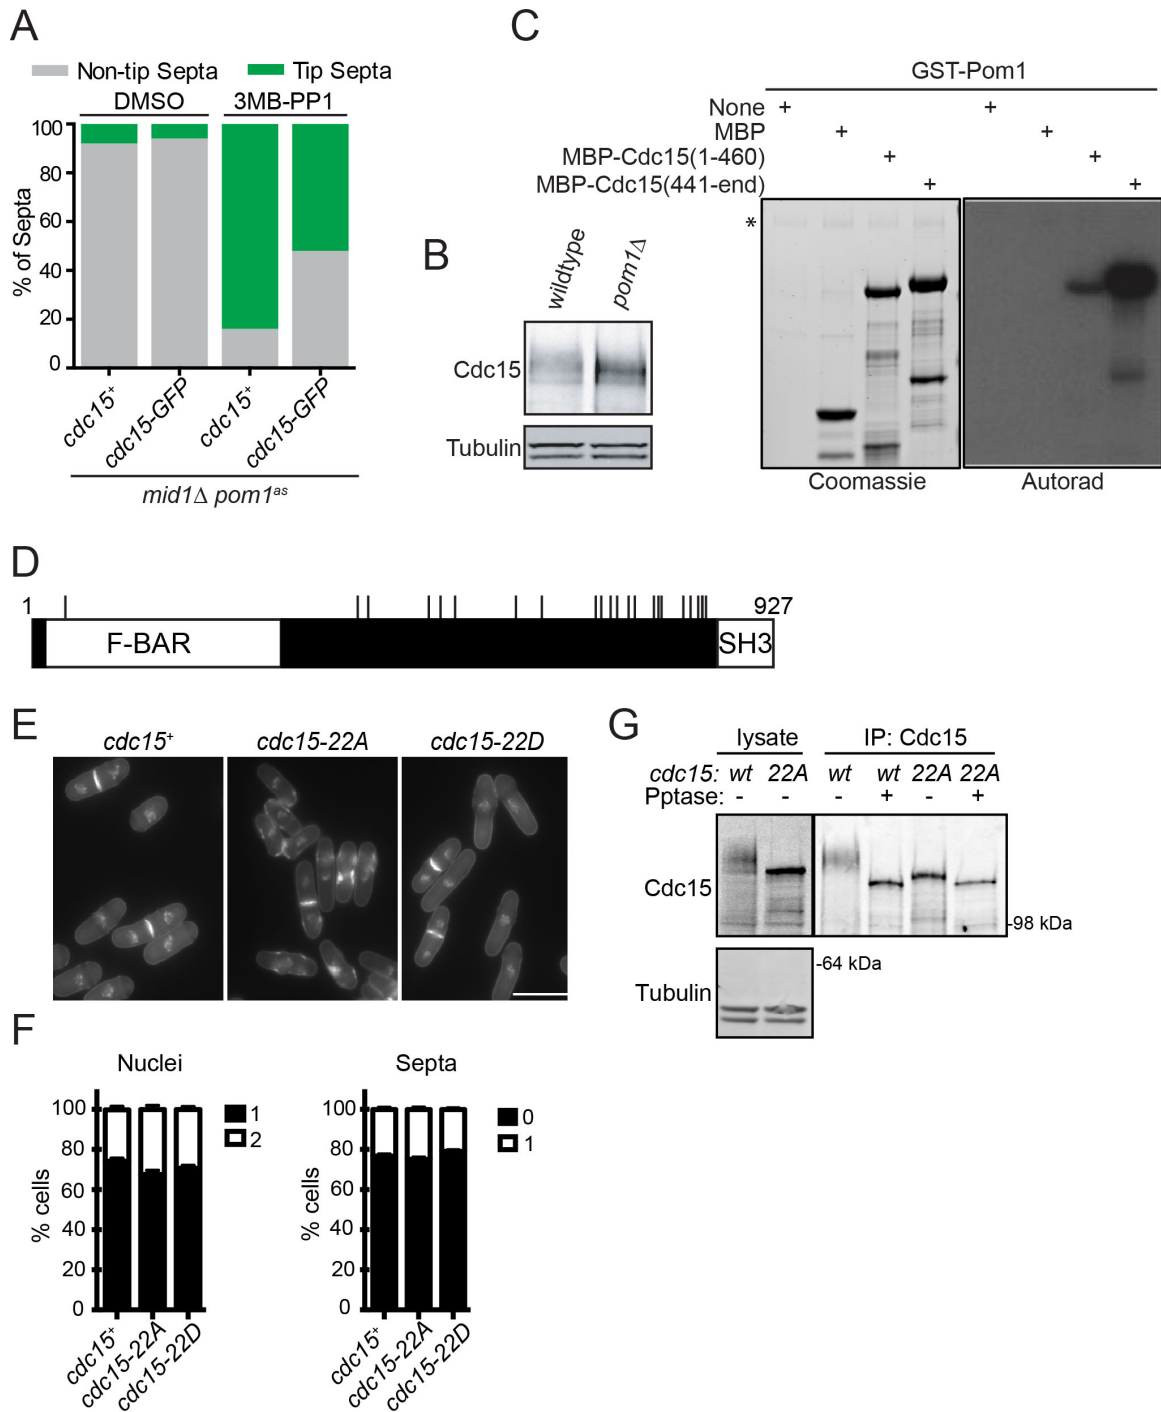 A
Non-tip Septa
Tip Septa
DMSO
3MB-PP1
% of Septa
100
80
60
40
20
0
cdc15+
cdc15-GFP
cdc15+
cdc15-GFP
mid1Δ pom1as
B
wildtype
pom1Δ
Cdc15
Tubulin
C
GST-Pom1
None + +
MBP + +
MBP-Cdc15(1-460) + +
MBP-Cdc15(441-end) + +
*
Coomassie
Autorad
D
1
927
F-BAR
SH3
E
cdc15+
cdc15-22A
cdc15-22D
F
Nuclei
% cells
100
80
60
40
20
0
1
2
cdc15+
cdc15-22A
cdc15-22D
Septa
% cells
100
80
60
40
20
0
0
1
cdc15+
cdc15-22A
cdc15-22D
G
lysate
IP: Cdc15
cdc15: wt 22A wt wt 22A 22A
Pptase: - - - + - +
Cdc15
-98 kDa
-64 kDa
Tubulin